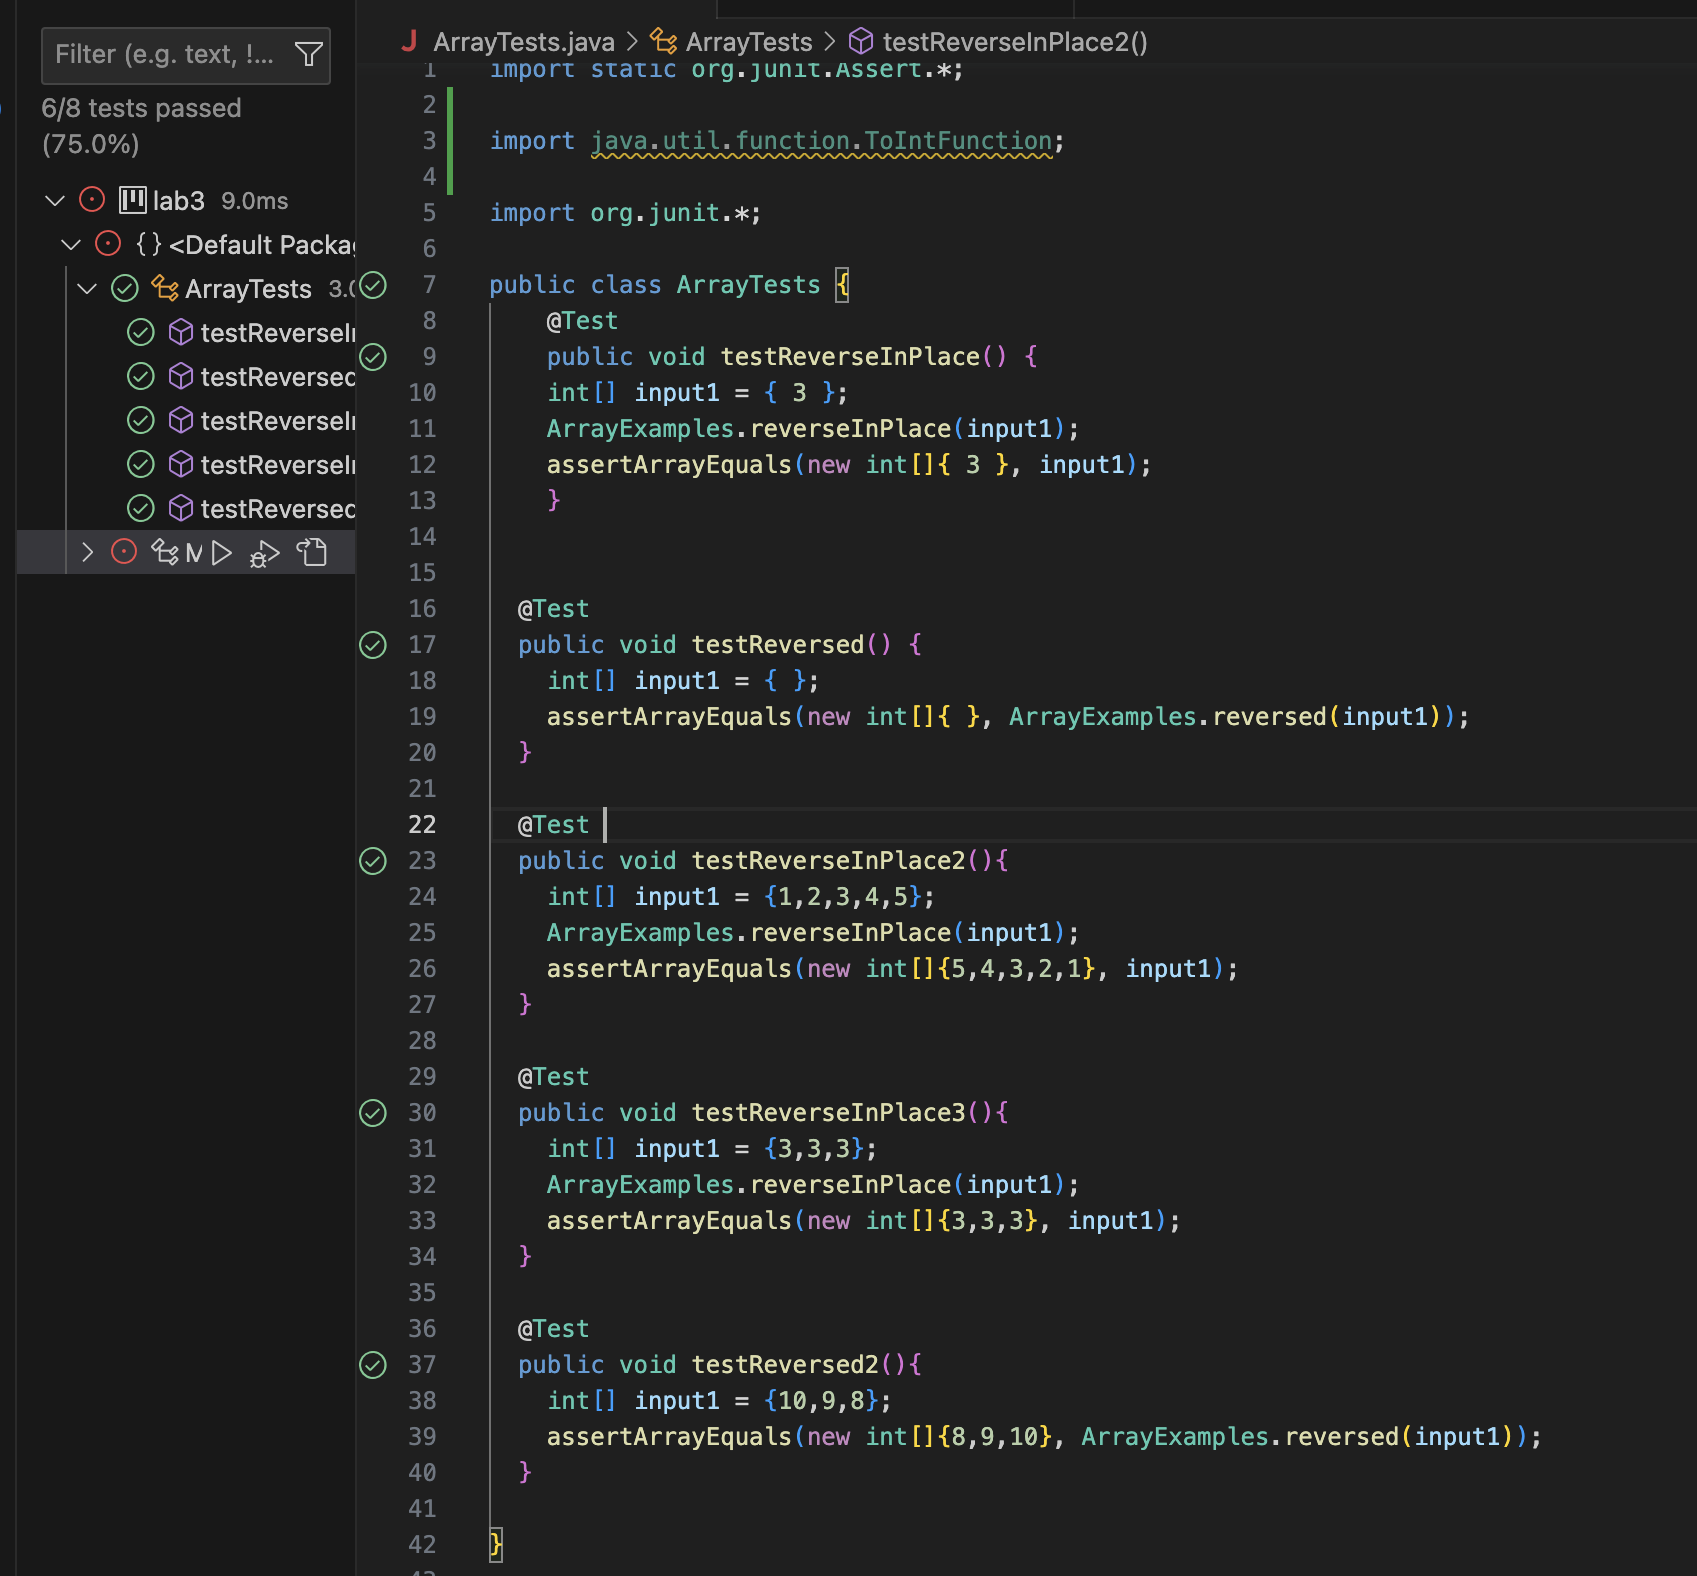 Filter (e.g. text, !...
6/8 tests passed
(75.0%)
lab3 9.0ms
{} <Default Packag
ArrayTests 3.0
testReverseIn
testReversed
testReverseIn
testReverseIn
testReversed
M
J ArrayTests.java > ArrayTests > testReverseInPlace2()
1 import static org.junit.Assert.*;
2
3 import java.util.function.ToIntFunction;
4
5 import org.junit.*;
6
7 public class ArrayTests {
8 @Test
9 public void testReverseInPlace() {
10 int[] input1 = { 3 };
11 ArrayExamples.reverseInPlace(input1);
12 assertArrayEquals(new int[]{ 3 }, input1);
13 }
14
15
16 @Test
17 public void testReversed() {
18 int[] input1 = { };
19 assertArrayEquals(new int[]{ }, ArrayExamples.reversed(input1));
20 }
21
22 @Test
23 public void testReverseInPlace2(){
24 int[] input1 = {1,2,3,4,5};
25 ArrayExamples.reverseInPlace(input1);
26 assertArrayEquals(new int[]{5,4,3,2,1}, input1);
27 }
28
29 @Test
30 public void testReverseInPlace3(){
31 int[] input1 = {3,3,3};
32 ArrayExamples.reverseInPlace(input1);
33 assertArrayEquals(new int[]{3,3,3}, input1);
34 }
35
36 @Test
37 public void testReversed2(){
38 int[] input1 = {10,9,8};
39 assertArrayEquals(new int[]{8,9,10}, ArrayExamples.reversed(input1));
40 }
41
42 }